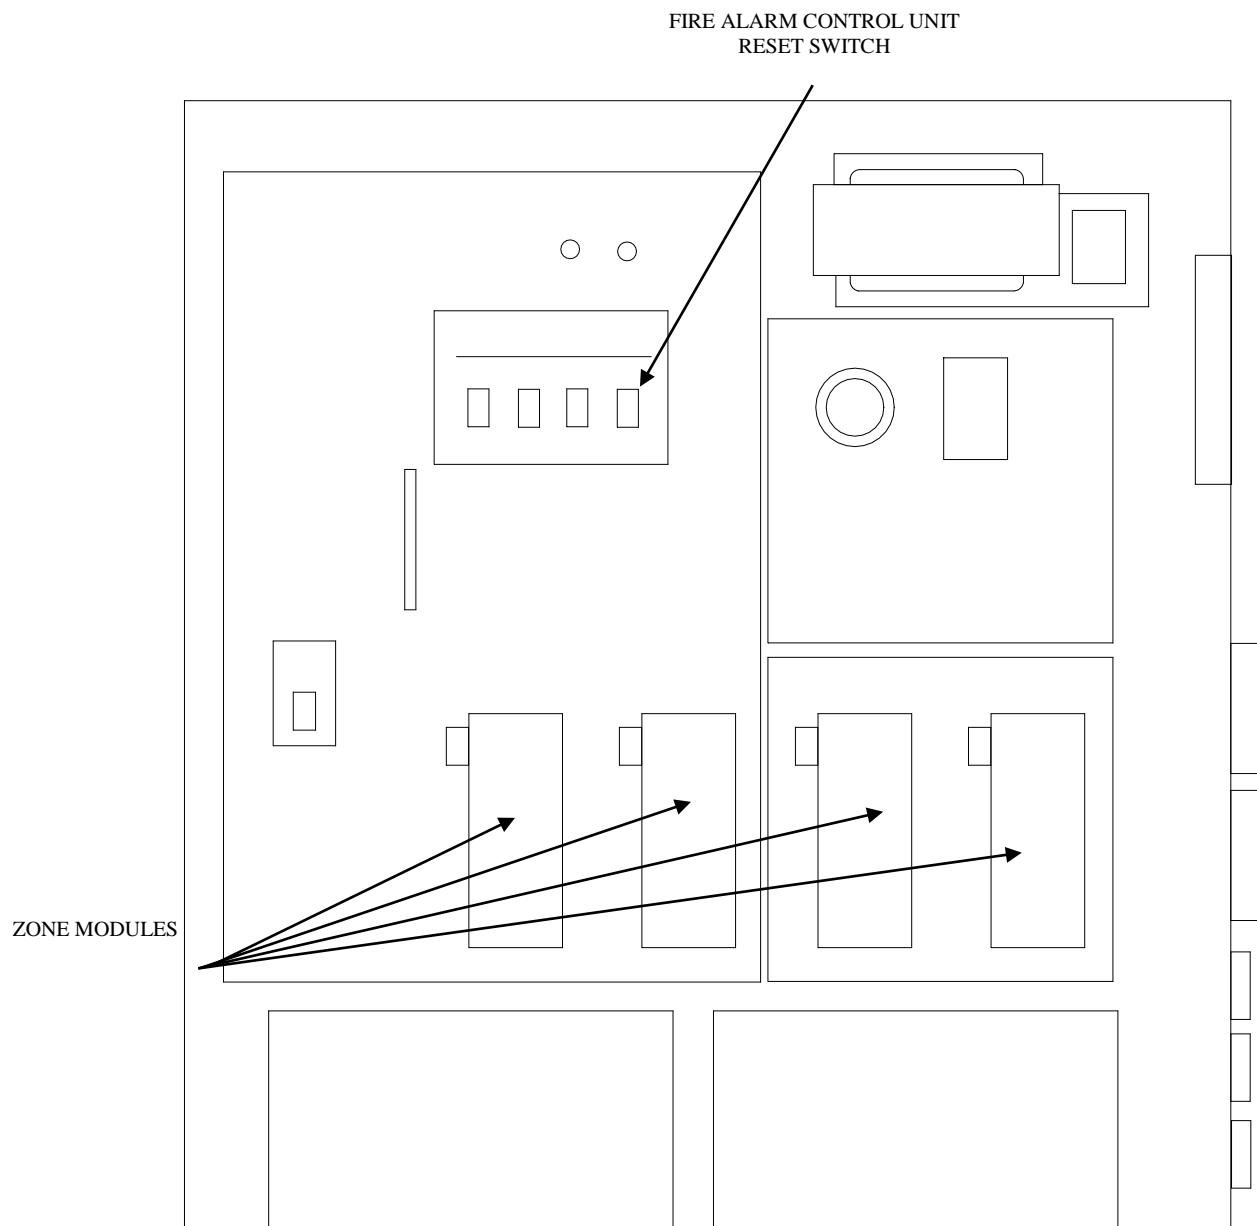 FIRE ALARM CONTROL UNIT
RESET SWITCH
ZONE MODULES